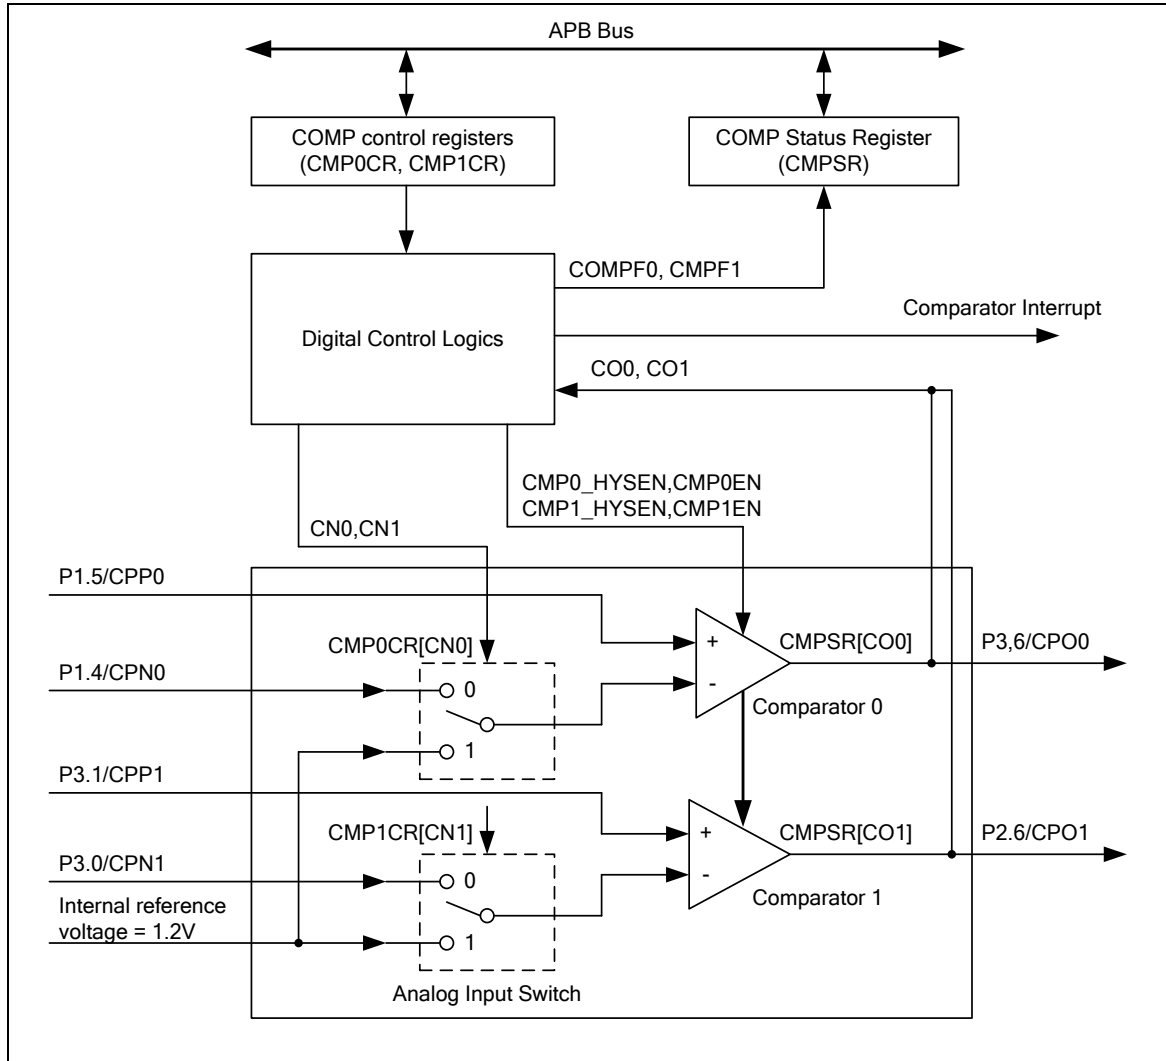 APB Bus
COMP control registers
(CMP0CR, CMP1CR)
COMP Status Register
(CMPSR)
COMPF0, CMPF1
Comparator Interrupt
Digital Control Logics
CO0, CO1
CMP0_HYSEN,CMP0EN
CMP1_HYSEN,CMP1EN
CN0,CN1
P1.5/CPP0
CMP0CR[CN0]
+
CMPSR[CO0]
P3,6/CPO0
P1.4/CPN0
0
-
Comparator 0
1
P3.1/CPP1
CMP1CR[CN1]
+
CMPSR[CO1]
P2.6/CPO1
P3.0/CPN1
0
-
Comparator 1
Internal reference
voltage = 1.2V
1
Analog Input Switch